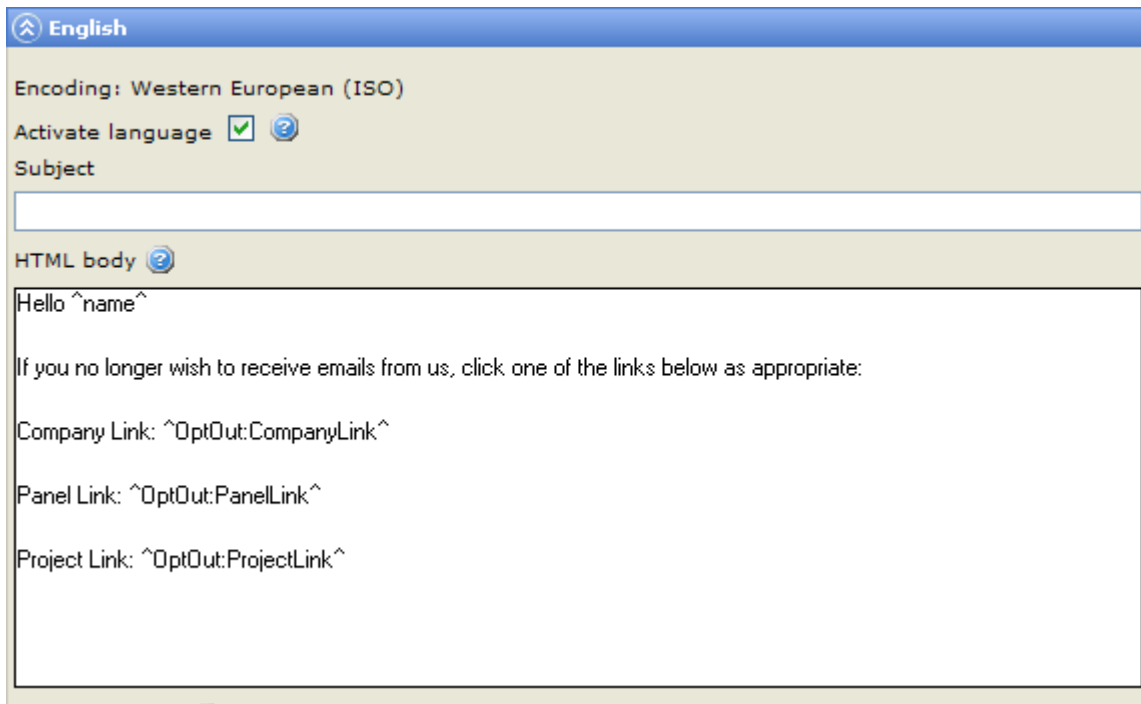 English
Encoding: Western European (ISO)
Activate language
Subject
HTML body
Hello ^name^
If you no longer wish to receive emails from us, click one of the links below as appropriate:
Company Link: ^OptOut:CompanyLink^
Panel Link: ^OptOut:PanelLink^
Project Link: ^OptOut:ProjectLink^